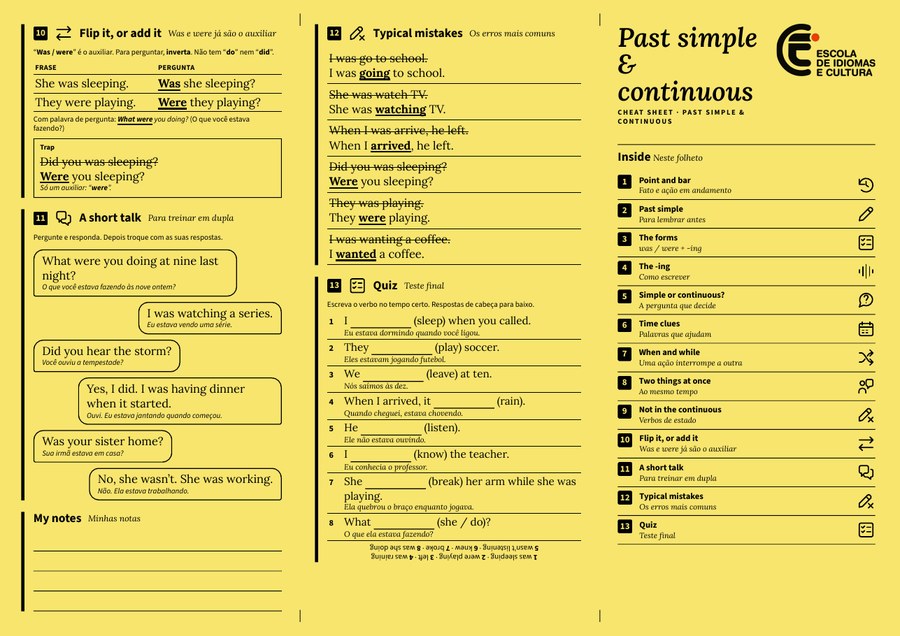 10 Flip it, or add it Was e were já são o auxiliar
“Was / were” é o auxiliar. Para perguntar, inverta. Não tem “do” nem “did”.
FRASE PERGUNTA
She was sleeping. Was she sleeping?
They were playing. Were they playing?
Com palavra de pergunta: What were you doing? (O que você estava
fazendo?)
Trap
Did you was sleeping?
Were you sleeping?
Só um auxiliar: “were”.
11 A short talk Para treinar em dupla
Pergunte e responda. Depois troque com as suas respostas.
What were you doing at nine last
night?
O que você estava fazendo às nove ontem?
I was watching a series.
Eu estava vendo uma série.
Did you hear the storm?
Você ouviu a tempestade?
Yes, I did. I was having dinner
when it started.
Ouvi. Eu estava jantando quando começou.
Was your sister home?
Sua irmã estava em casa?
No, she wasn’t. She was working.
Não. Ela estava trabalhando.
My notes Minhas notas
12 Typical mistakes Os erros mais comuns
I was go to school.
I was going to school.
She was watch TV.
She was watching TV.
When I was arrive, he left.
When I arrived, he left.
Did you was sleeping?
Were you sleeping?
They was playing.
They were playing.
I was wanting a coffee.
I wanted a coffee.
13 Quiz Teste final
Escreva o verbo no tempo certo. Respostas de cabeça para baixo.
1 I ________ (sleep) when you called.
Eu estava dormindo quando você ligou.
2 They ________ (play) soccer.
Eles estavam jogando futebol.
3 We ________ (leave) at ten.
Nós saímos às dez.
4 When I arrived, it ________ (rain).
Quando cheguei, estava chovendo.
5 He ________ (listen).
Ele não estava ouvindo.
6 I ________ (know) the teacher.
Eu conhecia o professor.
7 She ________ (break) her arm while she was
playing.
Ela quebrou o braço enquanto jogava.
8 What ________ (she / do)?
O que ela estava fazendo?
1 was sleeping · 2 were playing · 3 left · 4 was raining
5 wasn’t listening · 6 knew · 7 broke · 8 was she doing
Past simple
&
continuous
CHEAT SHEET · PAST SIMPLE &
CONTINUOUS
ESCOLA
DE IDIOMAS
E CULTURA
Inside Neste folheto
1 Point and bar
Fato e ação em andamento
2 Past simple
Para lembrar antes
3 The forms
was / were + -ing
4 The -ing
Como escrever
5 Simple or continuous?
A pergunta que decide
6 Time clues
Palavras que ajudam
7 When and while
Uma ação interrompe a outra
8 Two things at once
Ao mesmo tempo
9 Not in the continuous
Verbos de estado
10 Flip it, or add it
Was e were já são o auxiliar
11 A short talk
Para treinar em dupla
12 Typical mistakes
Os erros mais comuns
13 Quiz
Teste final